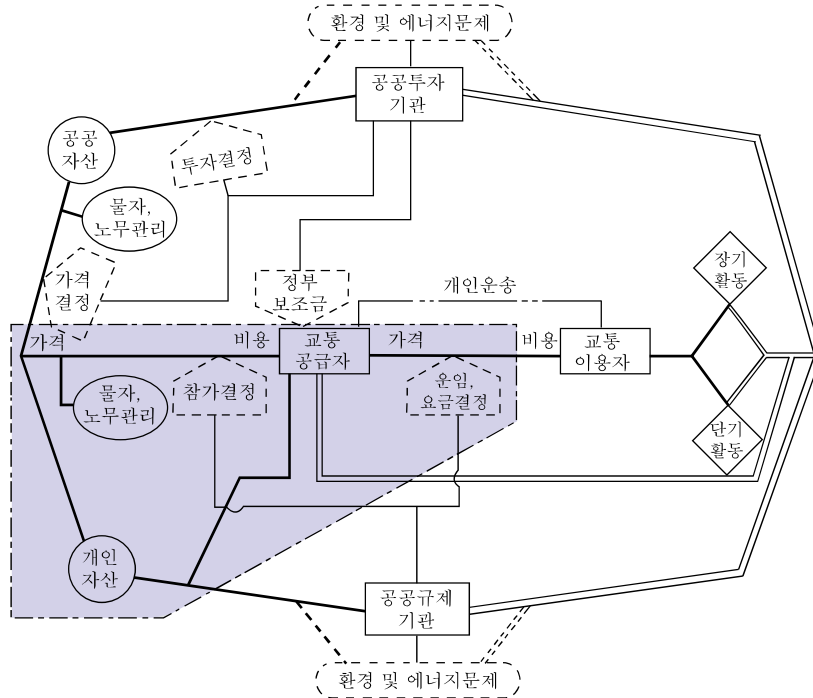 환경 및 에너지문제
공공투자
기관
공공
자산
투자결정
물자,
노무관리
가격
결정
정부
보조금
개인운송
장기
활동
가격
비용
교통
공급자
가격
비용
교통
이용자
물자,
노무관리
참가결정
운임,
요금결정
단기
활동
개인
자산
공공규제
기관
환경 및 에너지문제